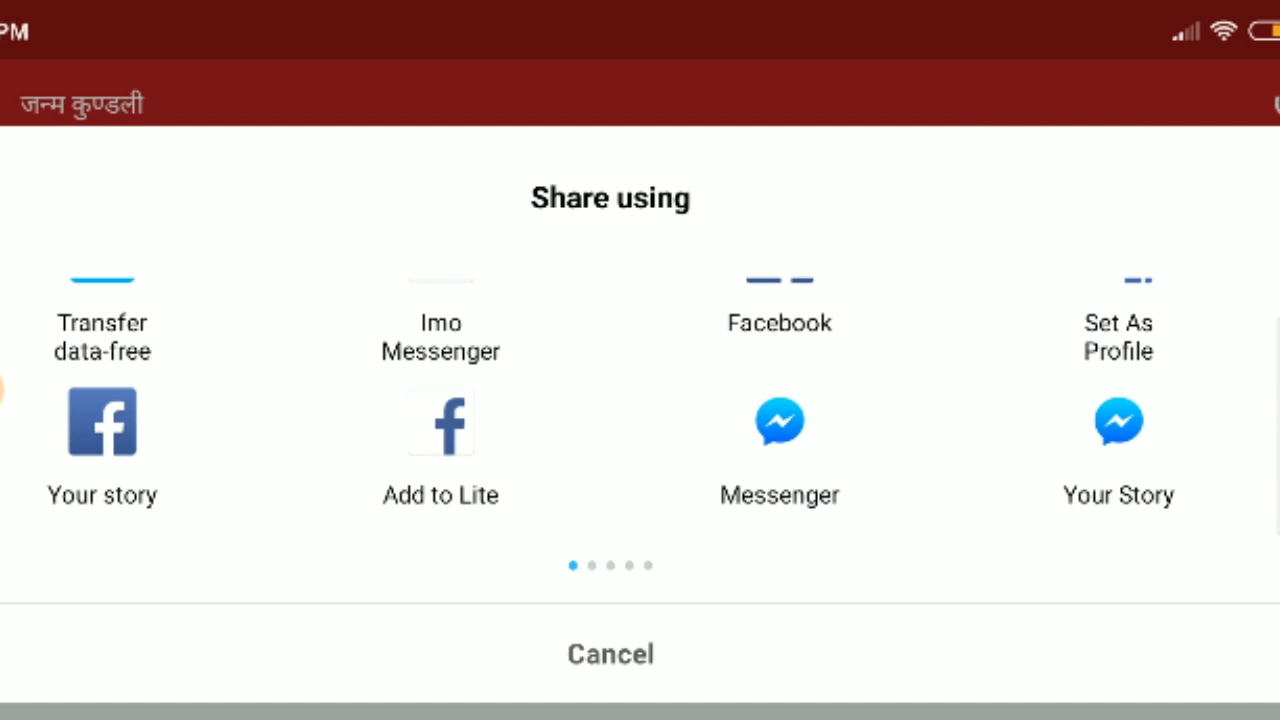 PM
जन्म कुण्डली
Share using
Transfer
data-free
Imo
Messenger
Facebook
Set As
Profile
Your story
Add to Lite
Messenger
Your Story
Cancel